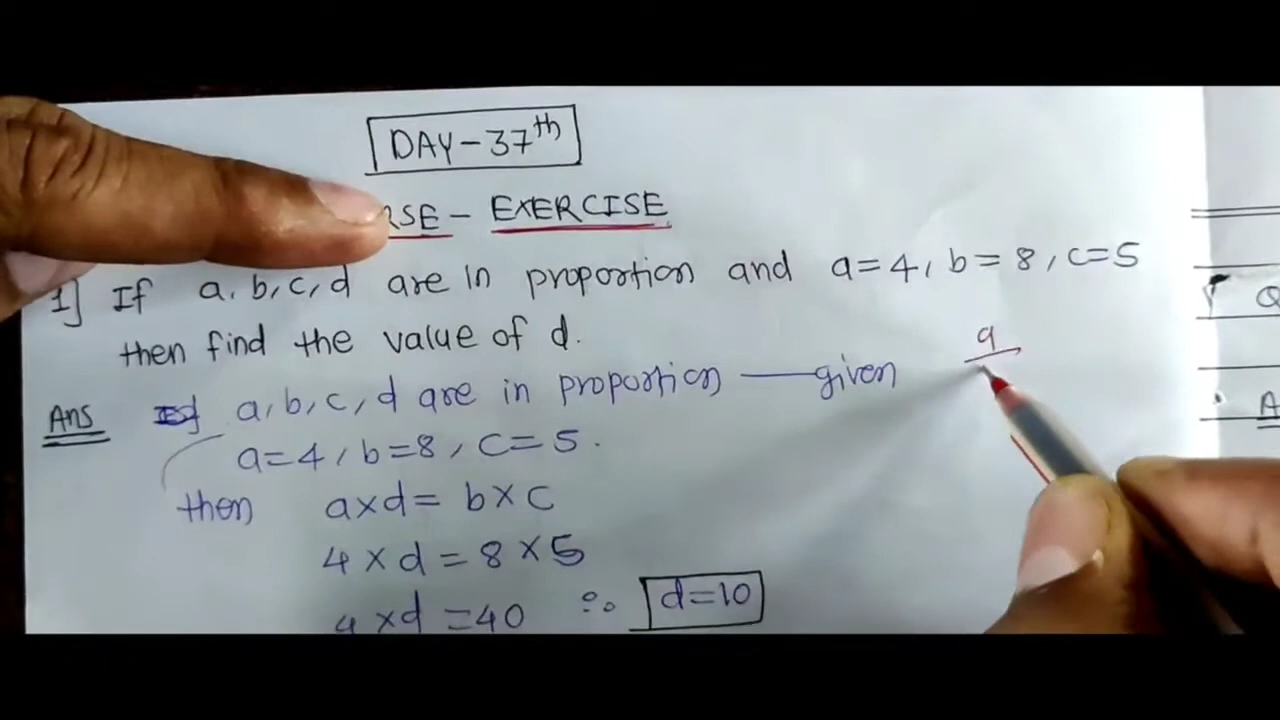 DAY-37th
RSE - EXERCISE
1] If a, b, c, d are in proportion and a=4, b=8, c=5
then find the value of d.
a
Ans a, b, c, d are in proportion — given
a=4, b=8, c=5.
then a×d = b×c
4×d = 8×5
4×d =40 ∴ d=10
Q
A